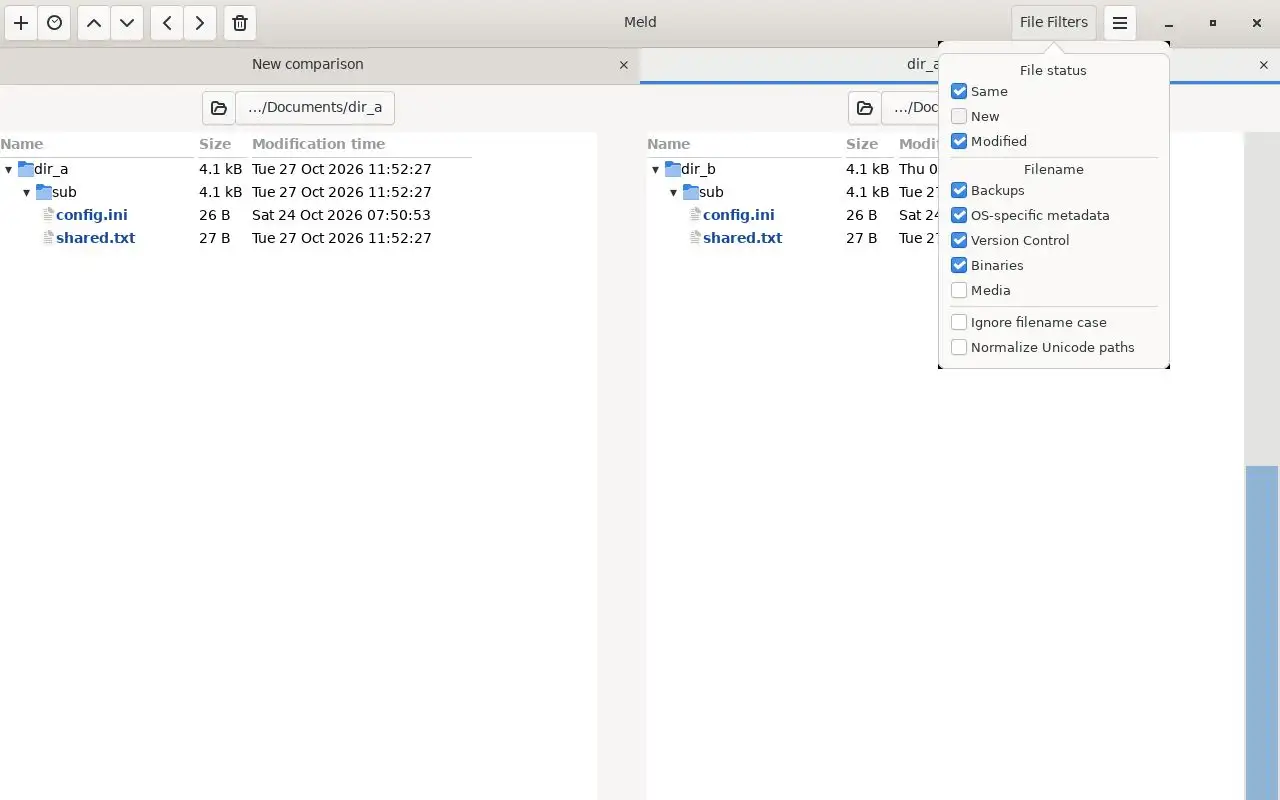 Meld
File Filters
New comparison
dir_a
.../Documents/dir_a
.../Doc
Name Size Modification time
dir_a 4.1 kB Tue 27 Oct 2026 11:52:27
sub 4.1 kB Tue 27 Oct 2026 11:52:27
config.ini 26 B Sat 24 Oct 2026 07:50:53
shared.txt 27 B Tue 27 Oct 2026 11:52:27
Name Size Modi
dir_b 4.1 kB Thu 0
sub 4.1 kB Tue 2
config.ini 26 B Sat 24
shared.txt 27 B Tue 2
File status
Same
New
Modified
Filename
Backups
OS-specific metadata
Version Control
Binaries
Media
Ignore filename case
Normalize Unicode paths